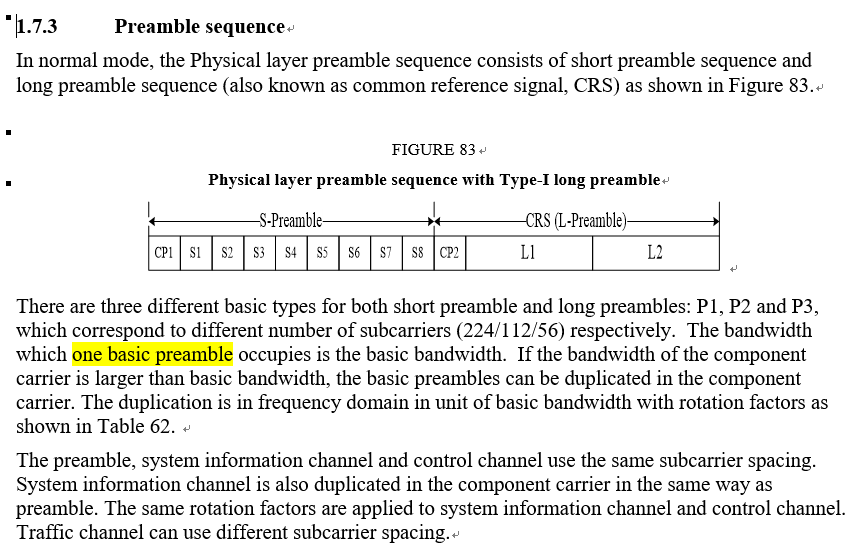 1.7.3 Preamble sequence
In normal mode, the Physical layer preamble sequence consists of short preamble sequence and
long preamble sequence (also known as common reference signal, CRS) as shown in Figure 83.
FIGURE 83
Physical layer preamble sequence with Type-I long preamble
S-Preamble CRS (L-Preamble)
CP1 S1 S2 S3 S4 S5 S6 S7 S8 CP2 L1 L2
There are three different basic types for both short preamble and long preambles: P1, P2 and P3,
which correspond to different number of subcarriers (224/112/56) respectively. The bandwidth
which one basic preamble occupies is the basic bandwidth. If the bandwidth of the component
carrier is larger than basic bandwidth, the basic preambles can be duplicated in the component
carrier. The duplication is in frequency domain in unit of basic bandwidth with rotation factors as
shown in Table 62.
The preamble, system information channel and control channel use the same subcarrier spacing.
System information channel is also duplicated in the component carrier in the same way as
preamble. The same rotation factors are applied to system information channel and control channel.
Traffic channel can use different subcarrier spacing.